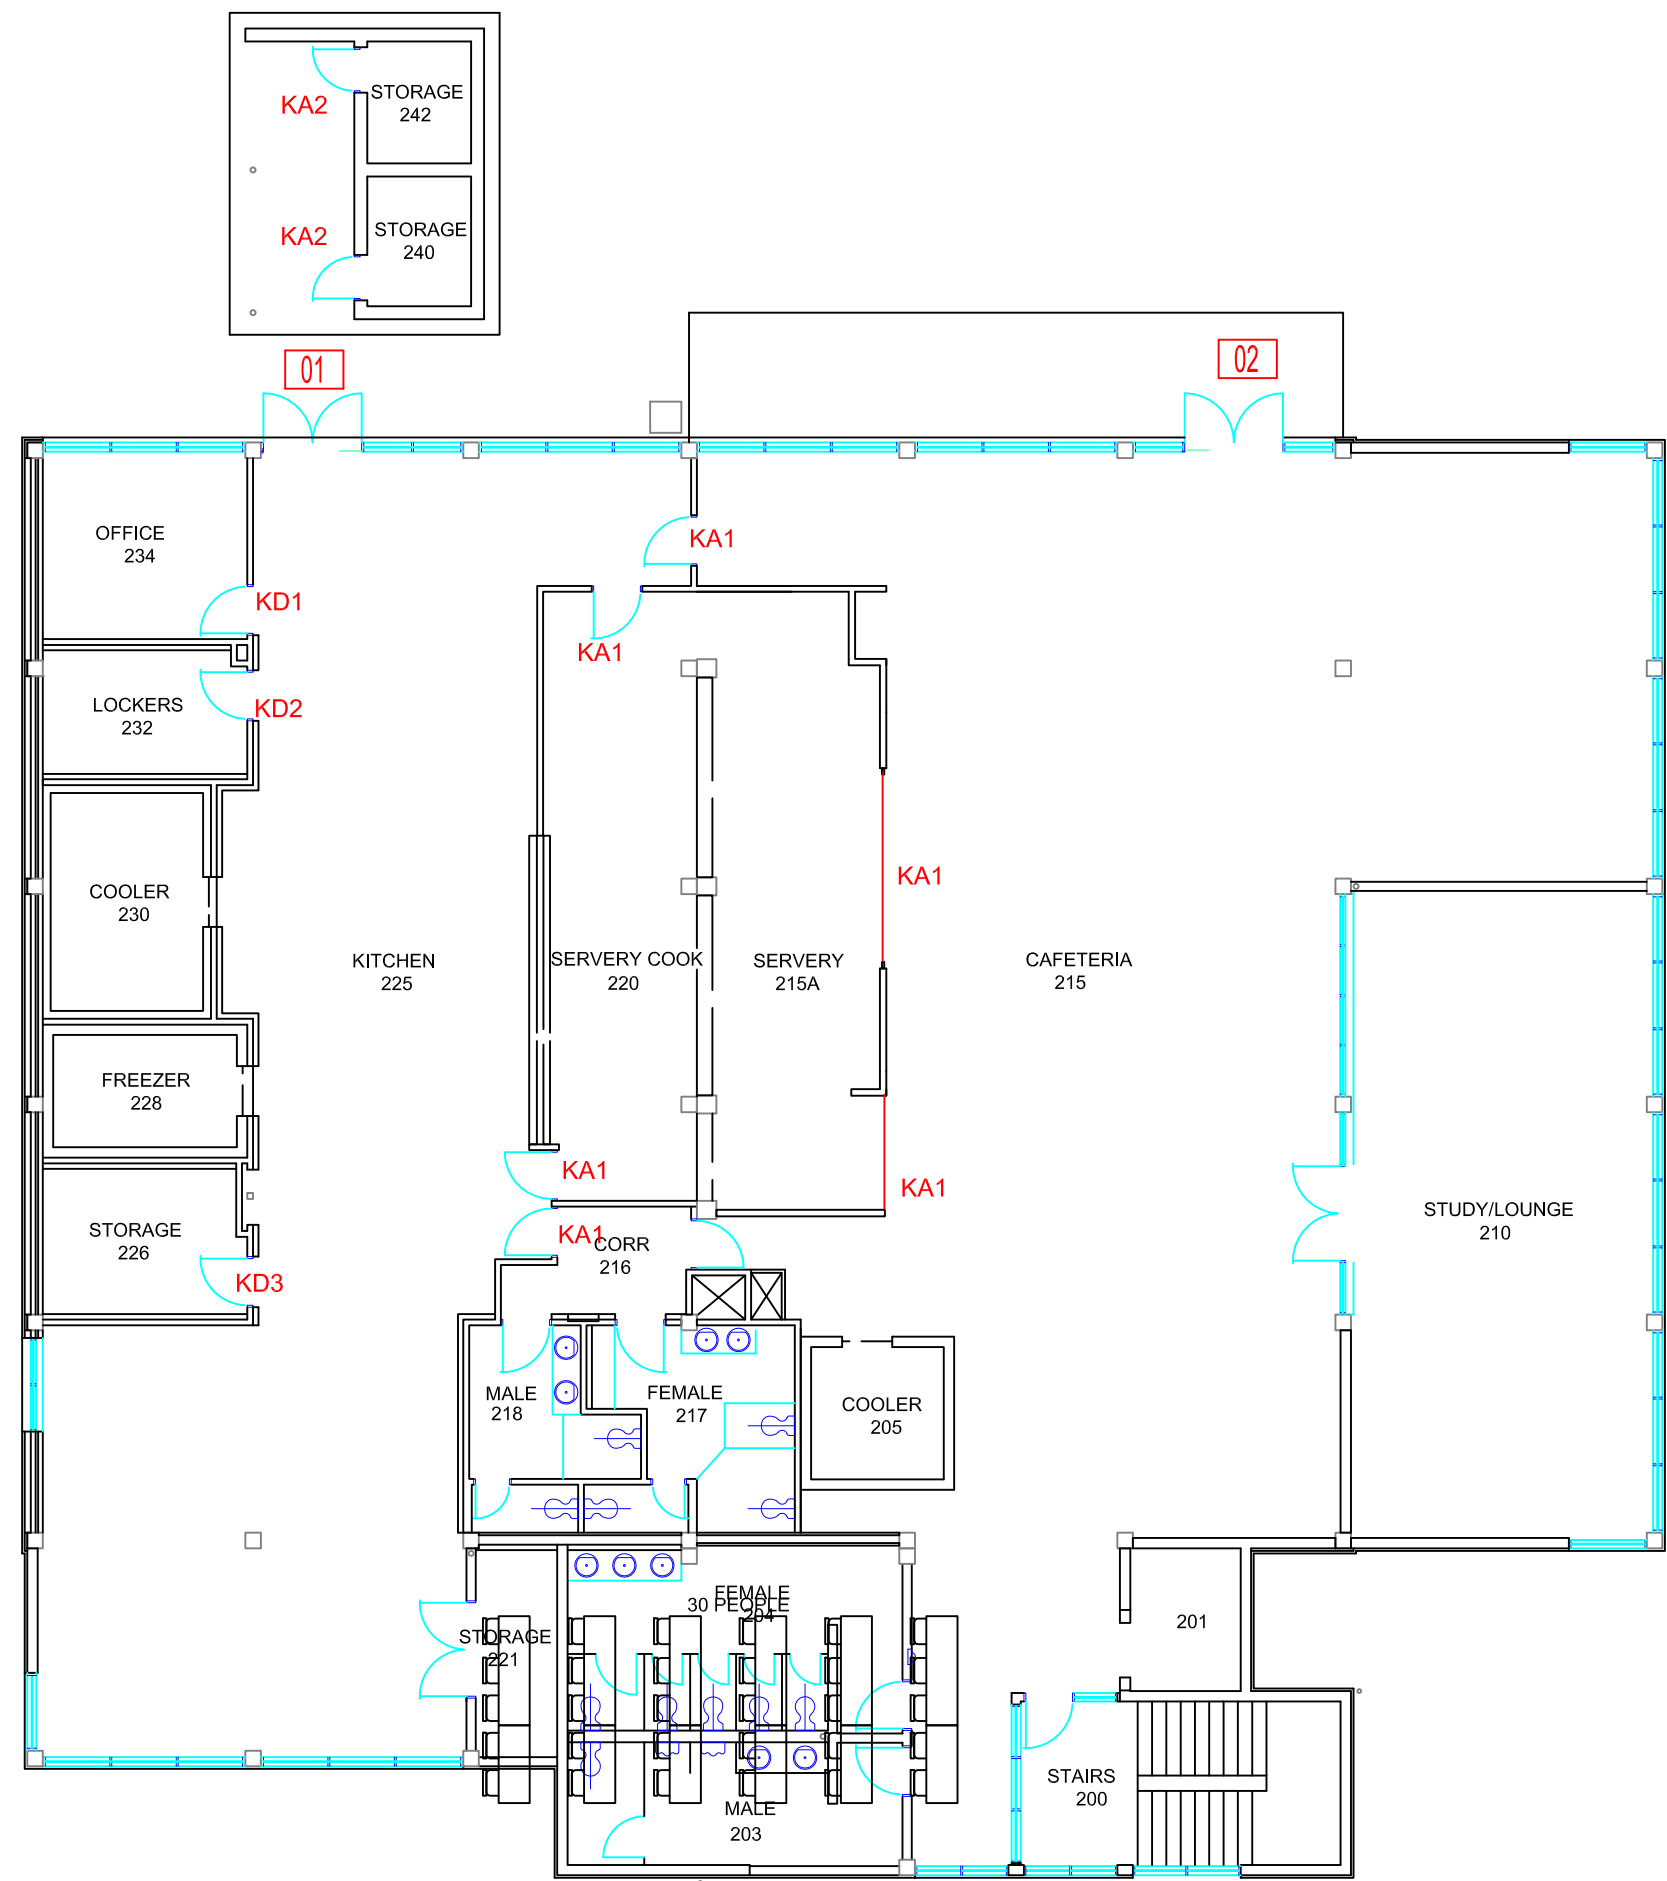 KA2
STORAGE
242
KA2
STORAGE
240
01
02
OFFICE
234
KA1
KD1
KA1
LOCKERS
232
KD2
COOLER
230
KA1
KITCHEN
225
SERVERY COOK
220
SERVERY
215A
CAFETERIA
215
FREEZER
228
KA1
KA1
STORAGE
226
KA1
CORR
216
STUDY/LOUNGE
210
KD3
MALE
218
FEMALE
217
COOLER
205
FEMALE
204
30 PEOPLE
STORAGE
221
201
STAIRS
200
MALE
203